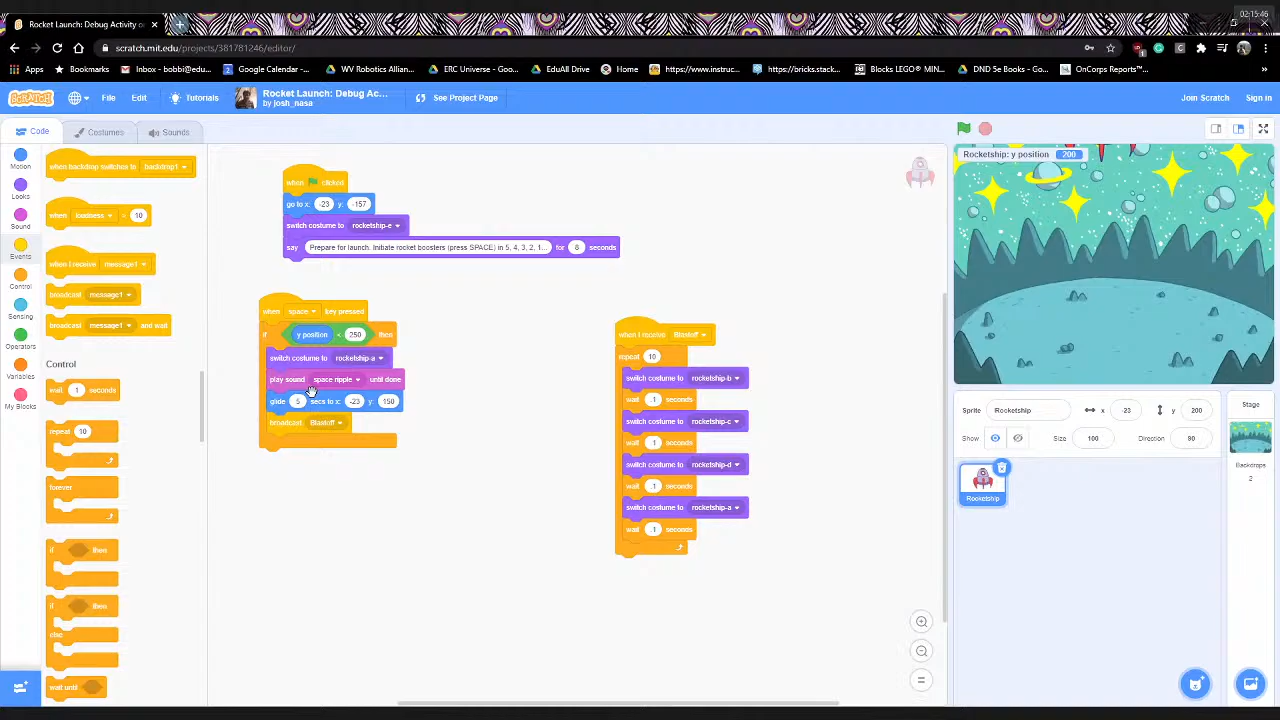 02:15:46
Rocket Launch: Debug Activity on
scratch.mit.edu/projects/381781246/editor/
Apps
Bookmarks
Inbox - bobbi@edu...
Google Calendar -...
WV Robotics Allian...
ERC Universe - Goo...
EduAll Drive
Home
https://www.instruc...
https://bricks.stack...
Blocks LEGO® MIN...
DND 5e Books - G...
OnCorps Reports™...
SCRATCH
File
Edit
Tutorials
Rocket Launch: Debug Ac...
by josh_nasa
See Project Page
Join Scratch
Sign in
Code
Costumes
Sounds
Motion
Looks
Sound
Events
Control
Sensing
Operators
Variables
My Blocks
when backdrop switches to backdrop1
when loudness > 10
when I receive message1
broadcast message1
broadcast message1 and wait
Control
wait 1 seconds
repeat 10
forever
if then
if then
else
wait until
when clicked
go to x: -23 y: -157
switch costume to rocketship-e
say Prepare for launch. Initiate rocket boosters (press SPACE) in 5, 4, 3, 2, 1... for 8 seconds
when space key pressed
if y position < 250 then
switch costume to rocketship-a
play sound space ripple until done
glide 5 secs to x: -23 y: 150
broadcast Blastoff
when I receive Blastoff
repeat 10
switch costume to rocketship-b
wait .1 seconds
switch costume to rocketship-c
wait .1 seconds
switch costume to rocketship-d
wait .1 seconds
switch costume to rocketship-a
wait .1 seconds
Rocketship: y position 200
Sprite Rocketship x -23 y 200
Show Size 100 Direction 90
Rocketship
Stage
Backdrops
2